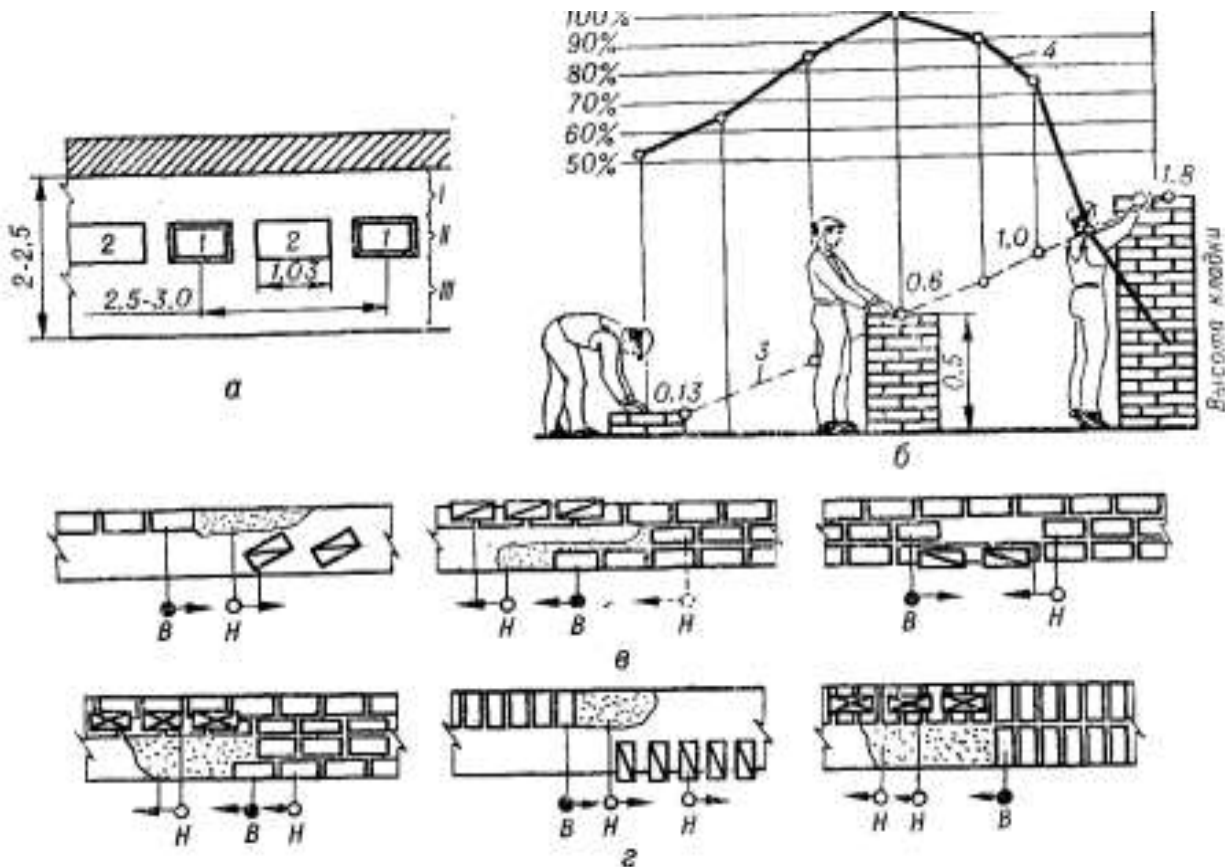 100%
90%
80%
70%
60%
50%
4
1.8
1.0
0.6
0.5
3
0.13
Высота кладки
б
2-2,5
I
II
III
2
1
2
1
1,03
2.5-3.0
а
В
Н
Н
В
Н
В
Н
в
Н
В
Н
В
Н
Н
Н
Н
В
г